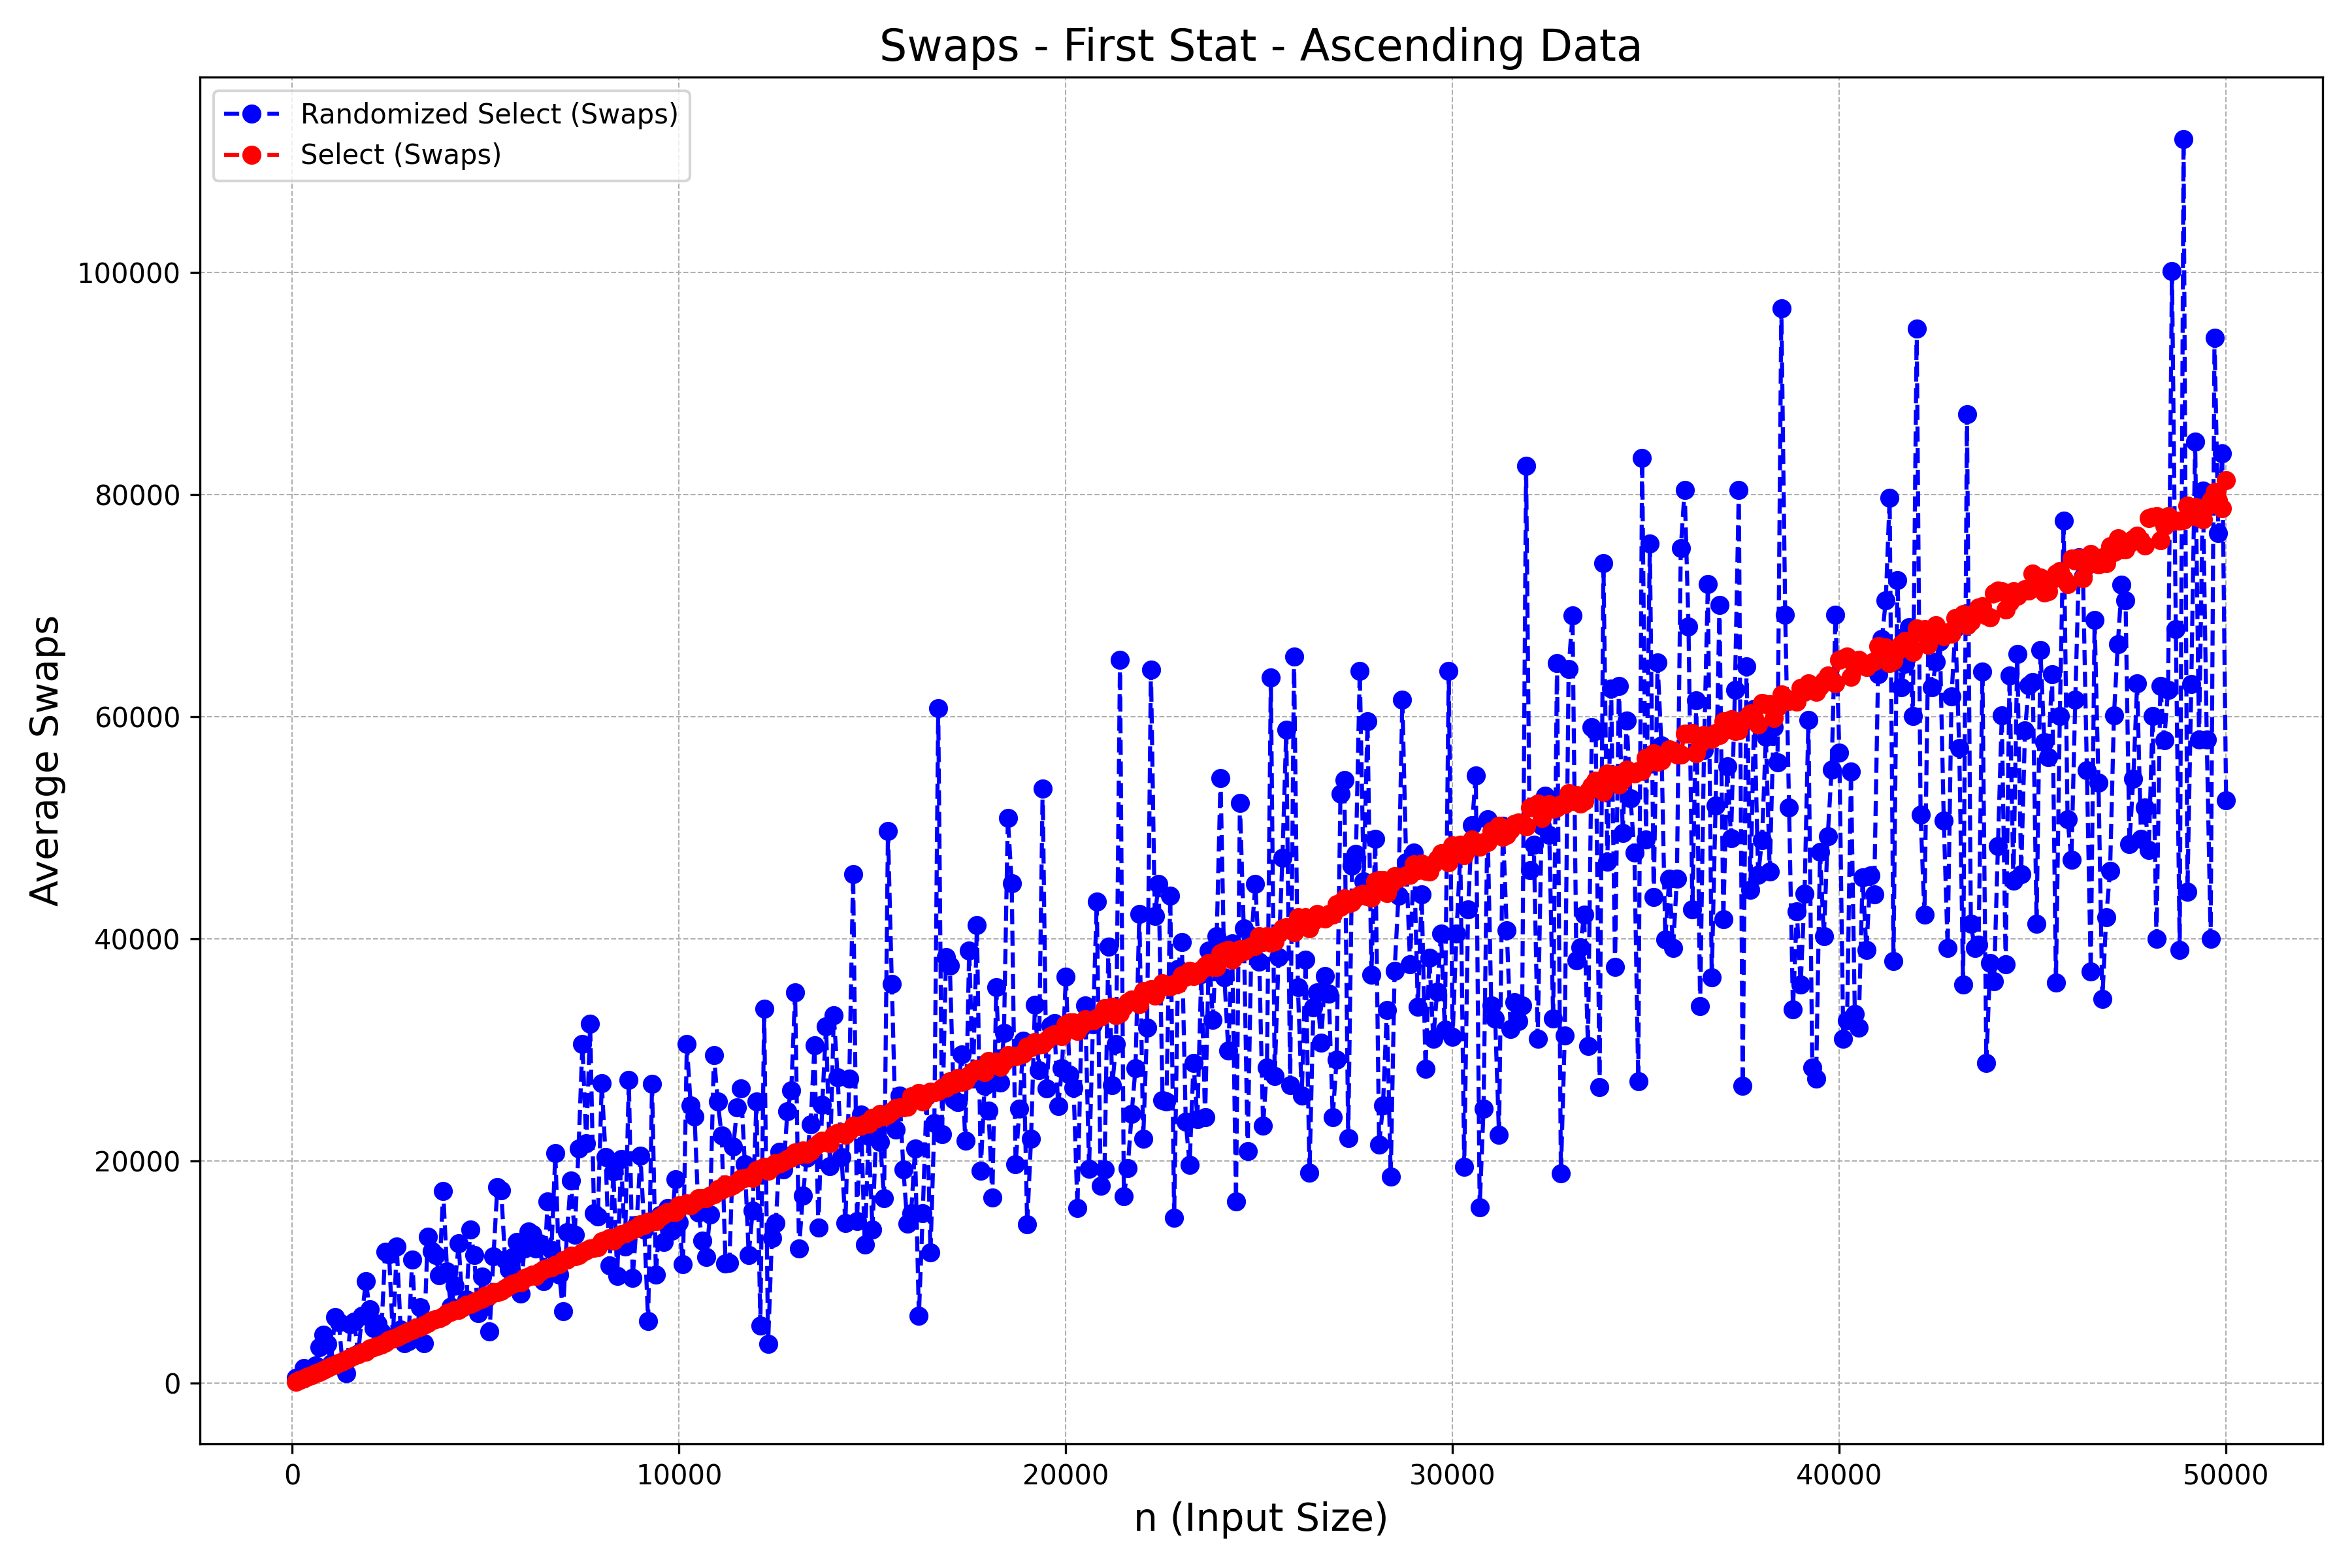 Swaps - First Stat - Ascending Data
Randomized Select (Swaps)
Select (Swaps)
Average Swaps
100000
80000
60000
40000
20000
0
0 10000 20000 30000 40000 50000
n (Input Size)